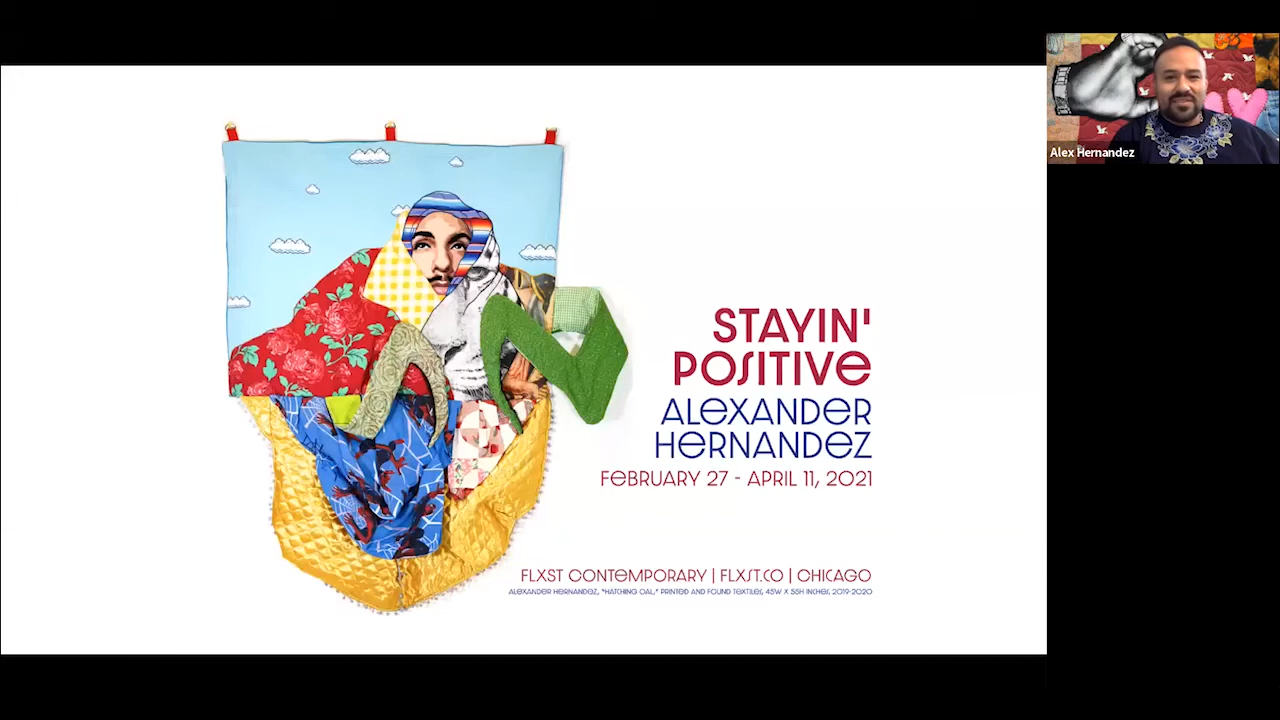 STAYIN'
POSITIVE
ALEXANDER
HERNANDEZ
FEBRUARY 27 - APRIL 11, 2021
FLXST CONTEMPORARY | FLXST.CO | CHICAGO
ALEXANDER HERNANDEZ, "HATCHING OAL," PRINTED AND FOUND TEXTILES, 45W X 55H INCHES, 2019-2020
Alex Hernandez